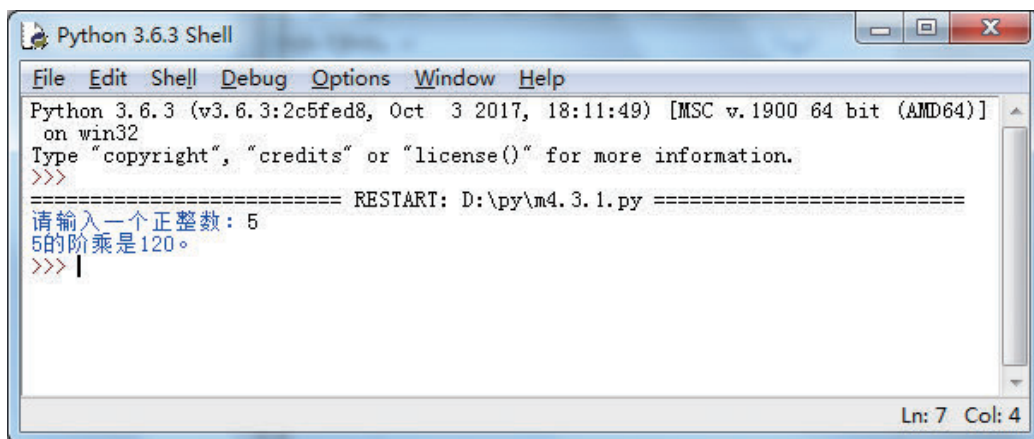 Python 3.6.3 Shell
File Edit Shell Debug Options Window Help
Python 3.6.3 (v3.6.3:2c5fed8, Oct  3 2017, 18:11:49) [MSC v.1900 64 bit (AMD64)]
 on win32
Type "copyright", "credits" or "license()" for more information.
>>>
========================== RESTART: D:\py\m4.3.1.py ==========================
请输入一个正整数：5
5的阶乘是120。
>>>
Ln: 7 Col: 4